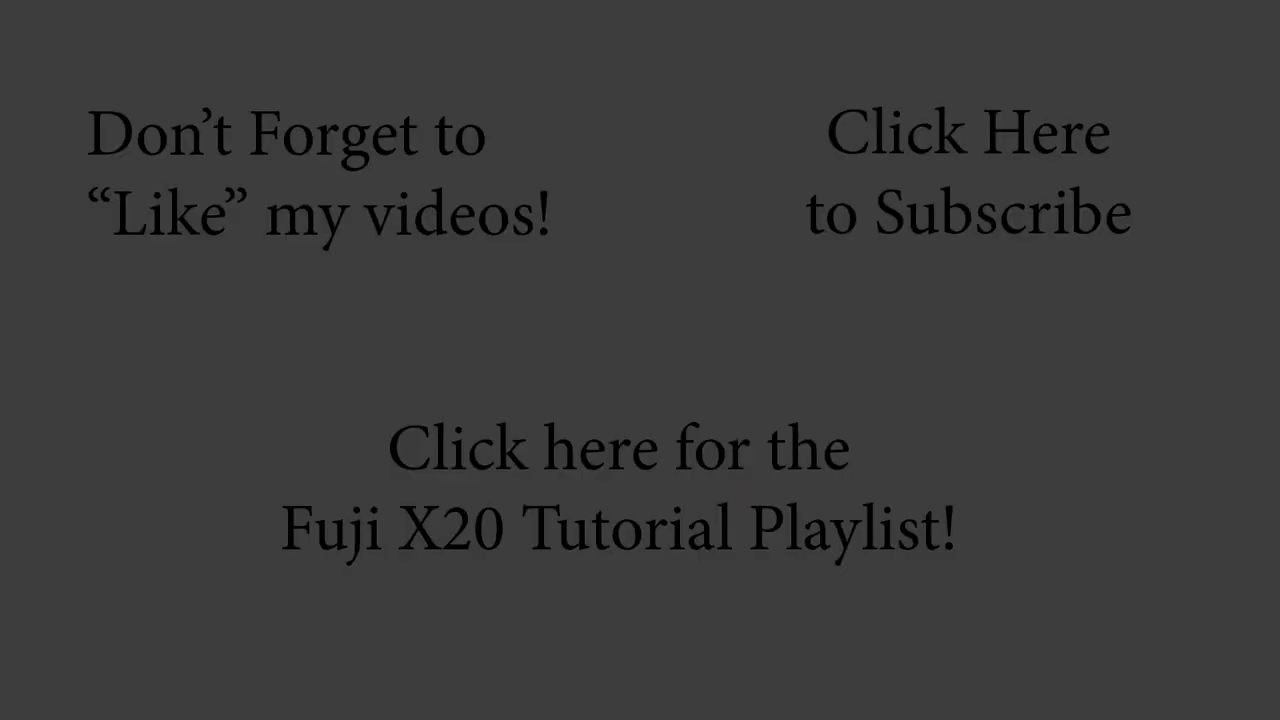 Don’t Forget to
“Like” my videos!
Click Here
to Subscribe
Click here for the
Fuji X20 Tutorial Playlist!